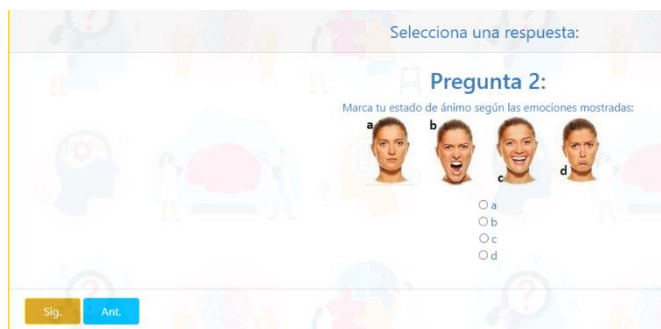 Selecciona una respuesta:
Pregunta 2:
Marca tu estado de ánimo según las emociones mostradas:
a
b
c
d
a
b
c
d
Sig.
Ant.